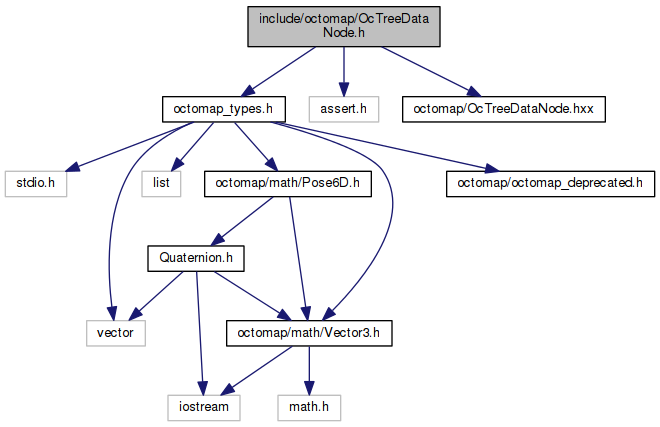 include/octomap/OcTreeData
Node.h
octomap_types.h
assert.h
octomap/OcTreeDataNode.hxx
stdio.h
list
octomap/math/Pose6D.h
octomap/octomap_deprecated.h
Quaternion.h
vector
octomap/math/Vector3.h
iostream
math.h